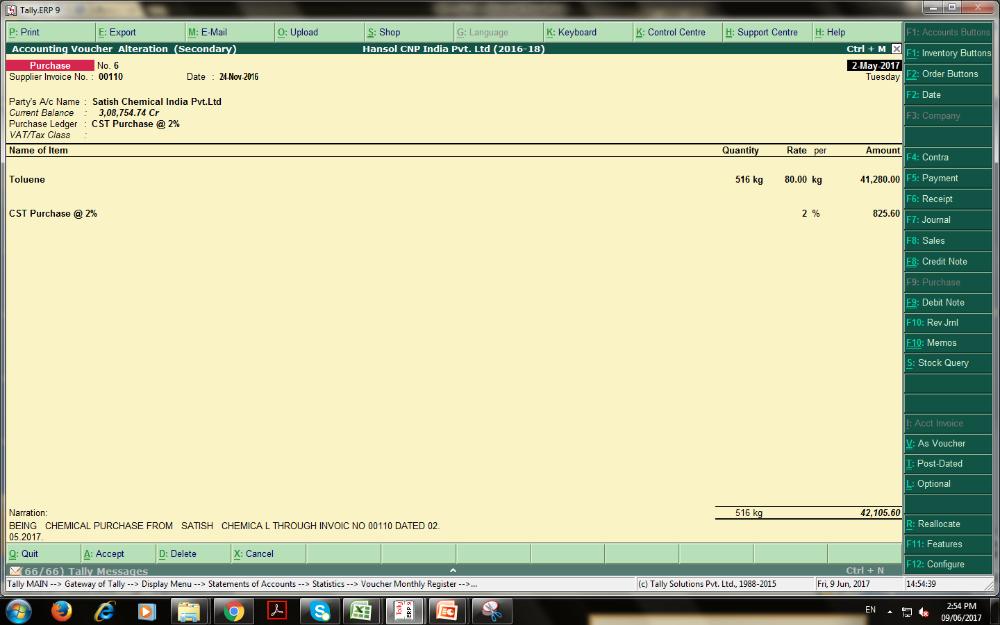 Tally.ERP 9
P: Print E: Export M: E-Mail O: Upload S: Shop G: Language K: Keyboard K: Control Centre H: Support Centre H: Help
Accounting Voucher Alteration (Secondary) Hansol CNP India Pvt. Ltd (2016-18) Ctrl + M
Purchase No. 6 2-May-2017
Supplier Invoice No. : 00110 Date : 24-Nov-2016 Tuesday
Party's A/c Name : Satish Chemical India Pvt.Ltd
Current Balance : 3,08,754.74 Cr
Purchase Ledger : CST Purchase @ 2%
VAT/Tax Class :
Name of Item Quantity Rate per Amount
Toluene 516 kg 80.00 kg 41,280.00
CST Purchase @ 2% 2 % 825.60
Narration: 516 kg 42,105.60
BEING CHEMICAL PURCHASE FROM SATISH CHEMICA L THROUGH INVOIC NO 00110 DATED 02.
05.2017.
Q: Quit A: Accept D: Delete X: Cancel
(66/66) Tally Messages Ctrl + N
Tally MAIN --> Gateway of Tally --> Display Menu --> Statements of Accounts --> Statistics --> Voucher Monthly Register -->... (c) Tally Solutions Pvt. Ltd., 1988-2015 Fri, 9 Jun, 2017 14:54:39
F1: Accounts Buttons
F1: Inventory Buttons
F2: Order Buttons
F2: Date
F3: Company
F4: Contra
F5: Payment
F6: Receipt
F7: Journal
F8: Sales
F8: Credit Note
F9: Purchase
F9: Debit Note
F10: Rev Jrnl
F10: Memos
S: Stock Query
I: Acct Invoice
V: As Voucher
T: Post-Dated
L: Optional
R: Reallocate
F11: Features
F12: Configure
Tally
ERP 9
EN
2:54 PM
09/06/2017